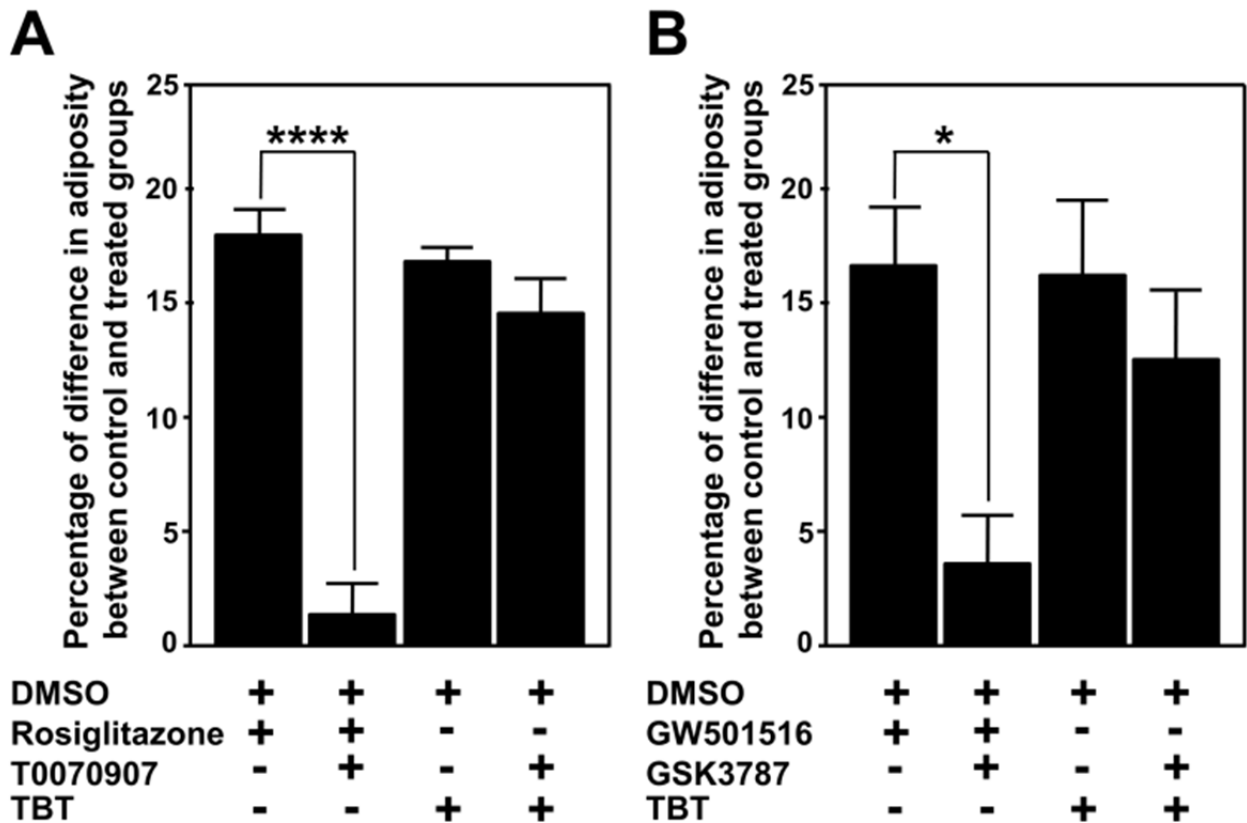 A
B
Percentage of difference in adiposity
between control and treated groups
25
20
15
10
5
0
****
DMSO + + + +
Rosiglitazone + + - -
T0070907 - + - +
TBT - - + +
Percentage of difference in adiposity
between control and treated groups
25
20
15
10
5
0
*
DMSO + + + +
GW501516 + + - -
GSK3787 - + - +
TBT - - + +